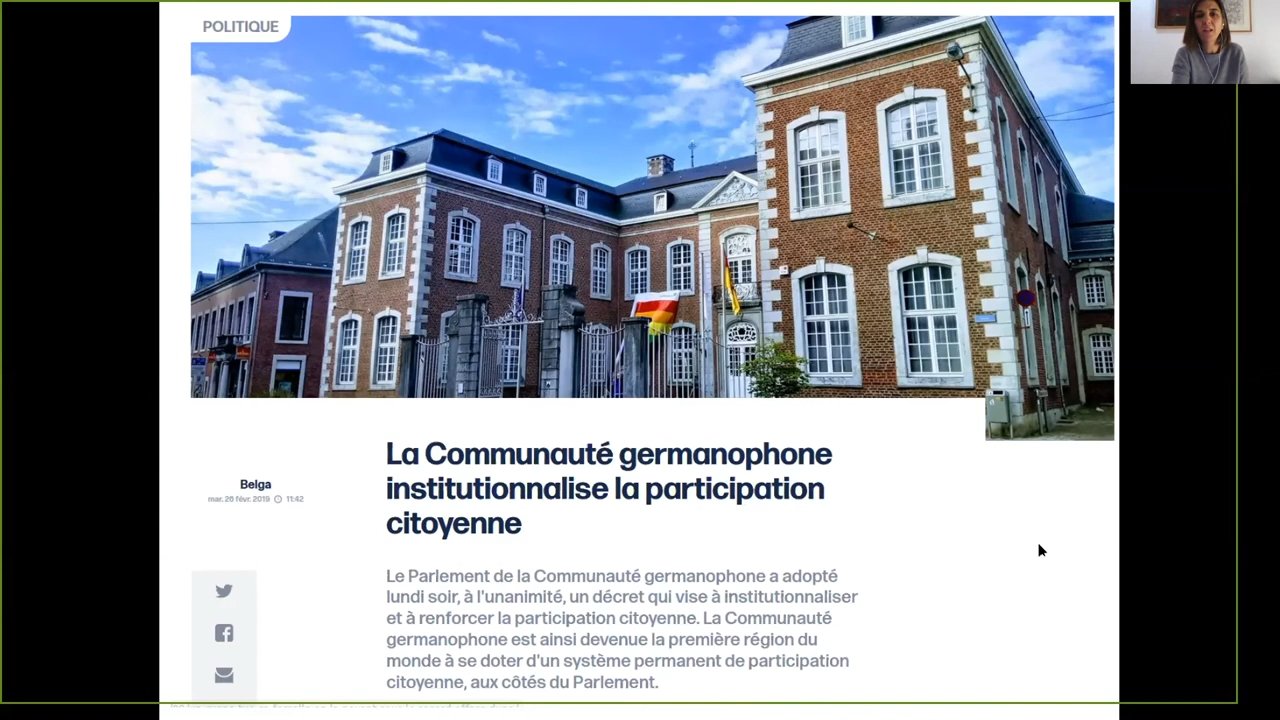 POLITIQUE
La Communauté germanophone
institutionnalise la participation
citoyenne
Belga
mar. 26 févr. 2019 11:42
Le Parlement de la Communauté germanophone a adopté
lundi soir, à l'unanimité, un décret qui vise à institutionnaliser
et à renforcer la participation citoyenne. La Communauté
germanophone est ainsi devenue la première région du
monde à se doter d'un système permanent de participation
citoyenne, aux côtés du Parlement.